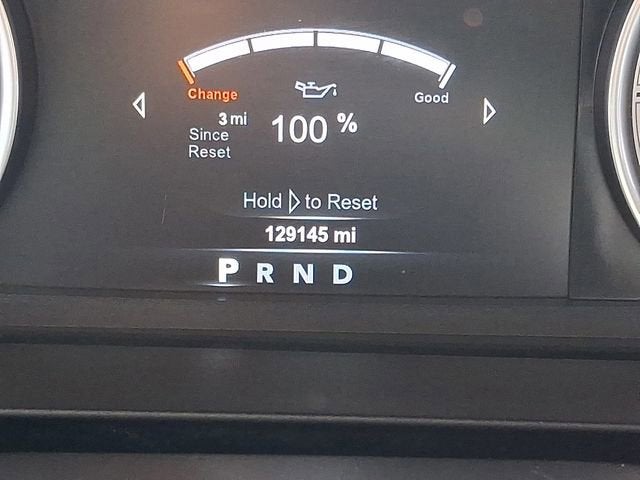 Change
Good
3 mi
Since
Reset
100 %
Hold ▷ to Reset
129145 mi
P R N D